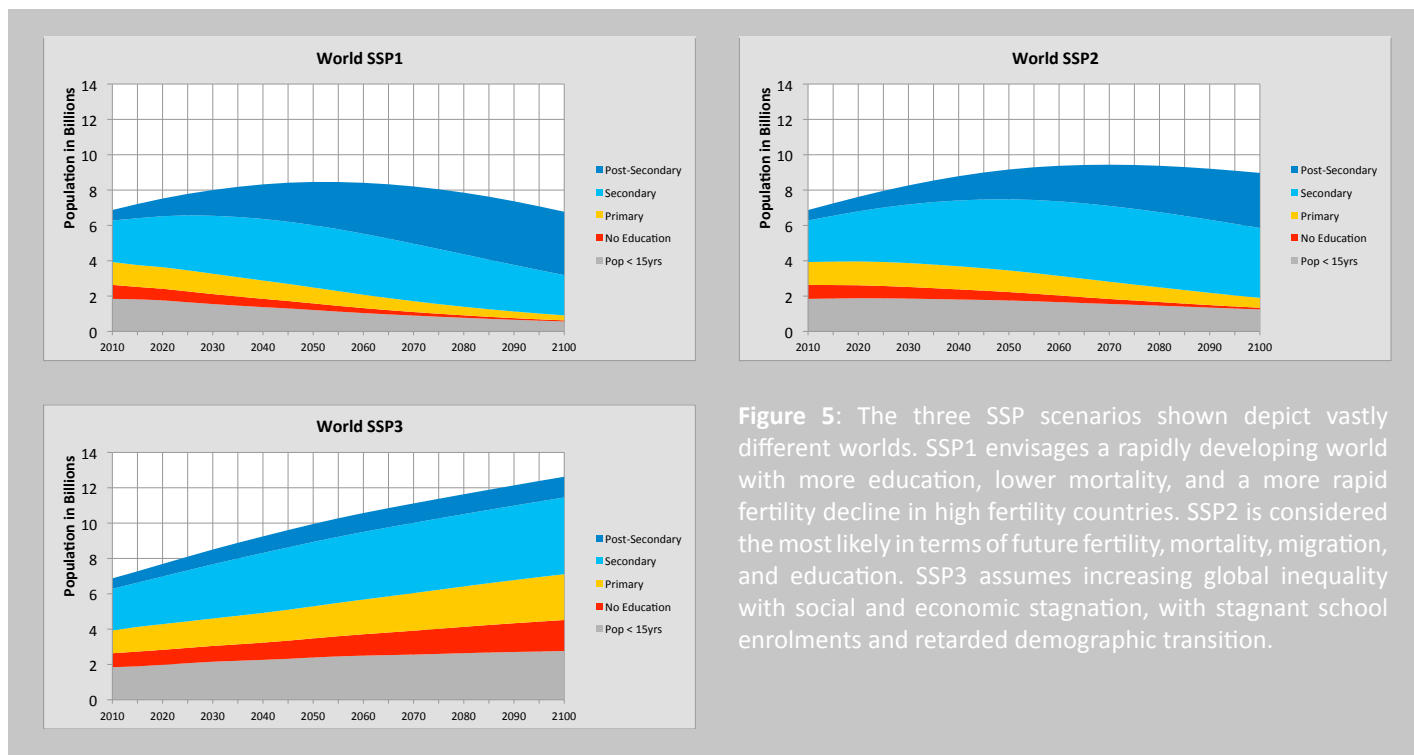 World SSP1
Population in Billions
14
12
10
8
6
4
2
0
2010 2020 2030 2040 2050 2060 2070 2080 2090 2100
Post-Secondary
Secondary
Primary
No Education
Pop < 15yrs
World SSP2
Population in Billions
14
12
10
8
6
4
2
0
2010 2020 2030 2040 2050 2060 2070 2080 2090 2100
Post-Secondary
Secondary
Primary
No Education
Pop < 15yrs
World SSP3
Population in Billions
14
12
10
8
6
4
2
0
2010 2020 2030 2040 2050 2060 2070 2080 2090 2100
Post-Secondary
Secondary
Primary
No Education
Pop < 15yrs
Figure 5: The three SSP scenarios shown depict vastly
different worlds. SSP1 envisages a rapidly developing world
with more education, lower mortality, and a more rapid
fertility decline in high fertility countries. SSP2 is considered
the most likely in terms of future fertility, mortality, migration,
and education. SSP3 assumes increasing global inequality
with social and economic stagnation, with stagnant school
enrolments and retarded demographic transition.